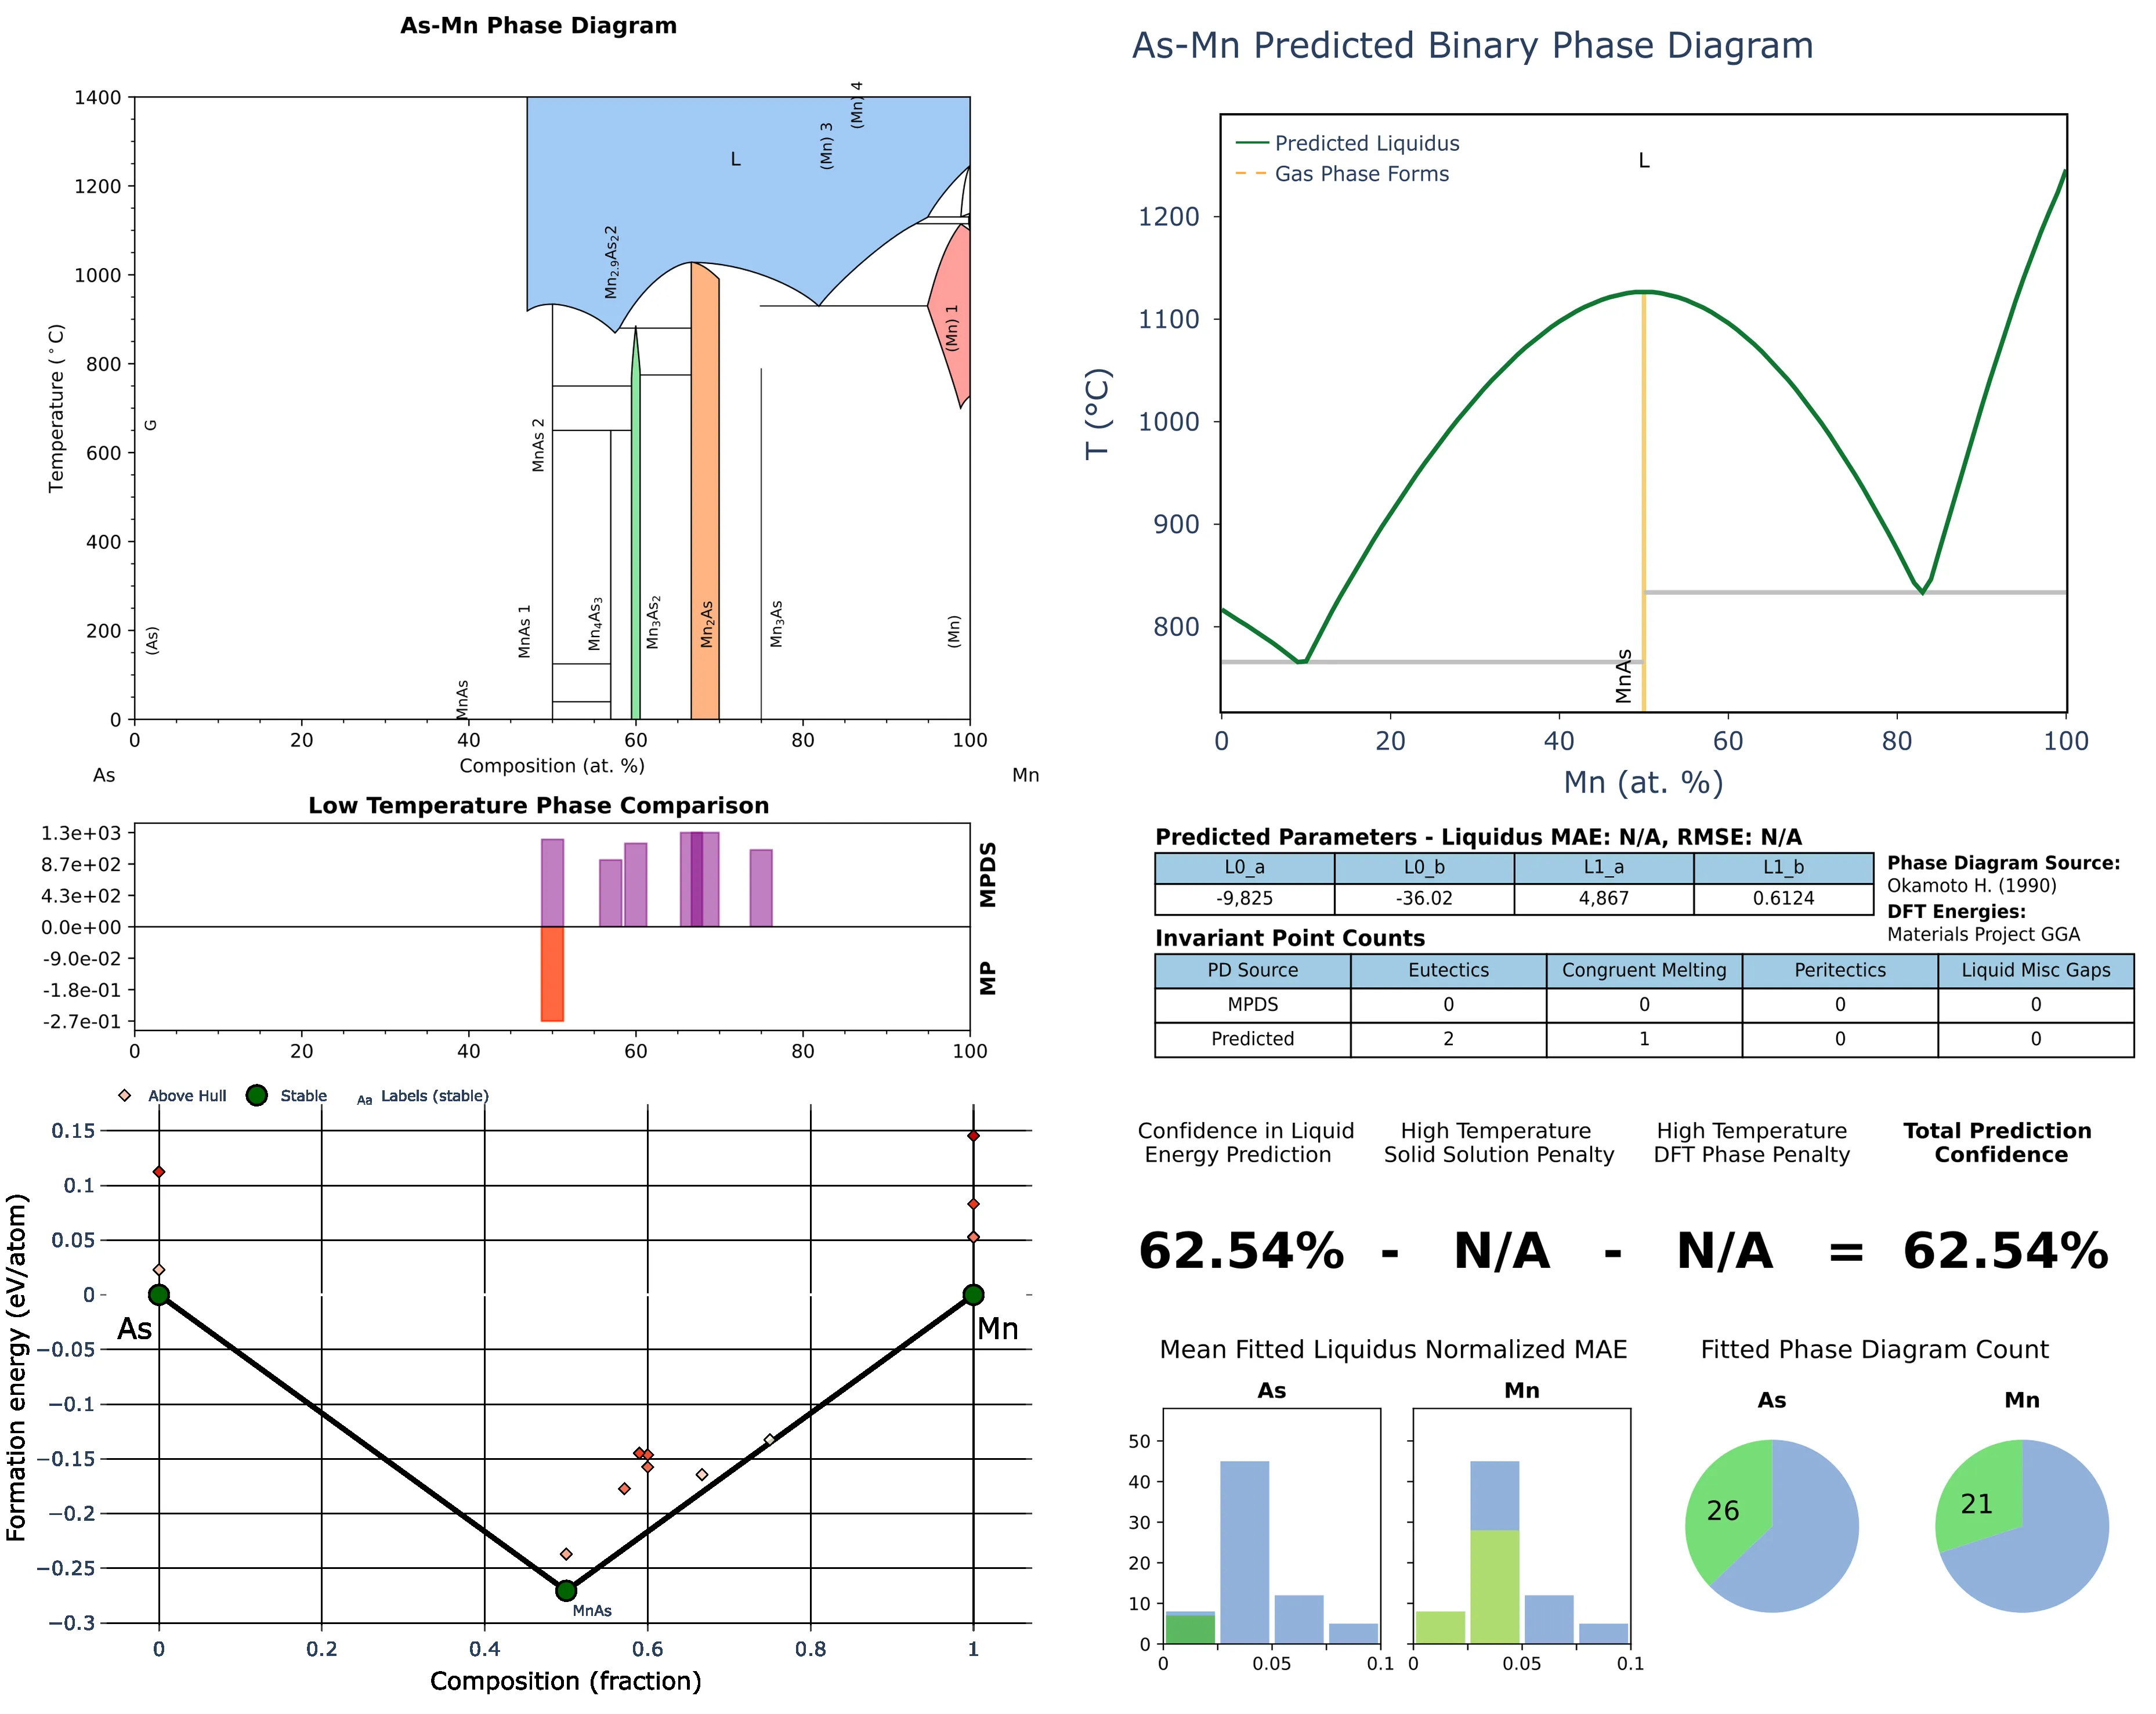 As-Mn Phase Diagram
1400
1200
1000
800
600
400
200
0
Temperature (°C)
0
20
40
60
80
100
Composition (at. %)
As
Mn
G
(As)
MnAs
MnAs 1
MnAs 2
Mn₄As₃
Mn₂.₉As₂2
Mn₃As₂
Mn₂As
Mn₃As
L
(Mn) 3
(Mn) 4
(Mn) 1
(Mn)
Low Temperature Phase Comparison
1.3e+03
8.7e+02
4.3e+02
0.0e+00
-9.0e-02
-1.8e-01
-2.7e-01
MPDS
MP
0
20
40
60
80
100
Above Hull
Stable
Aa Labels (stable)
0.15
0.1
0.05
0
−0.05
−0.1
−0.15
−0.2
−0.25
−0.3
Formation energy (eV/atom)
As
Mn
MnAs
0
0.2
0.4
0.6
0.8
1
Composition (fraction)
As-Mn Predicted Binary Phase Diagram
Predicted Liquidus
Gas Phase Forms
L
1200
1100
1000
900
800
T (°C)
MnAs
0
20
40
60
80
100
Mn (at. %)
Predicted Parameters - Liquidus MAE: N/A, RMSE: N/A
L0_a L0_b L1_a L1_b
-9,825 -36.02 4,867 0.6124
Phase Diagram Source:
Okamoto H. (1990)
DFT Energies:
Materials Project GGA
Invariant Point Counts
PD Source Eutectics Congruent Melting Peritectics Liquid Misc Gaps
MPDS 0 0 0 0
Predicted 2 1 0 0
Confidence in Liquid
Energy Prediction
High Temperature
Solid Solution Penalty
High Temperature
DFT Phase Penalty
Total Prediction
Confidence
62.54% - N/A - N/A = 62.54%
Mean Fitted Liquidus Normalized MAE
As
Mn
50
40
30
20
10
0
0
0.05
0.1
0
0.05
0.1
Fitted Phase Diagram Count
As
Mn
26
21